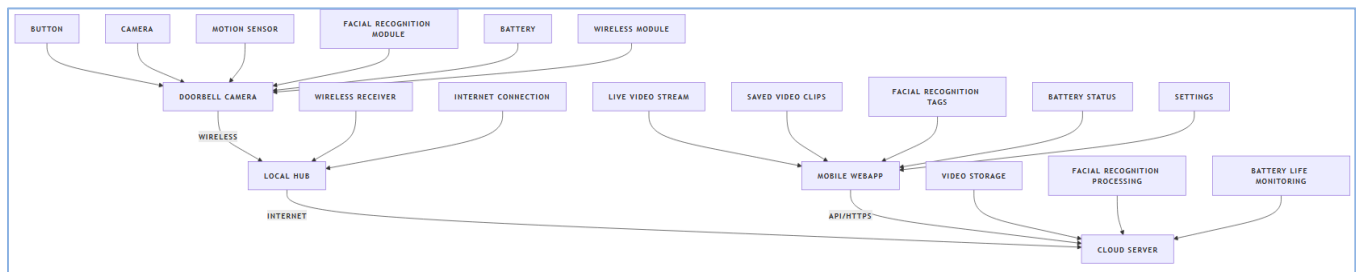 BUTTON
CAMERA
MOTION SENSOR
FACIAL RECOGNITION
MODULE
BATTERY
WIRELESS MODULE
DOORBELL CAMERA
WIRELESS RECEIVER
INTERNET CONNECTION
LIVE VIDEO STREAM
SAVED VIDEO CLIPS
FACIAL RECOGNITION
TAGS
BATTERY STATUS
SETTINGS
WIRELESS
LOCAL HUB
MOBILE WEBAPP
VIDEO STORAGE
FACIAL RECOGNITION
PROCESSING
BATTERY LIFE
MONITORING
INTERNET
API/HTTPS
CLOUD SERVER